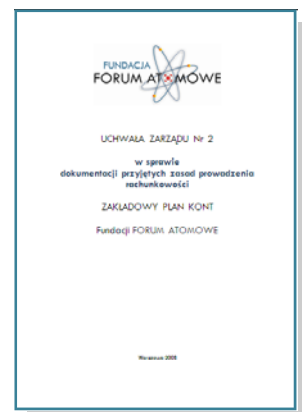 FUNDACJA
FORUM ATOMOWE
UCHWAŁA ZARZĄDU Nr 2
w sprawie
dokumentacji przyjętych zasad prowadzenia
rachunkowości
ZAKŁADOWY PLAN KONT
Fundacji FORUM ATOMOWE
Warszawa 2008